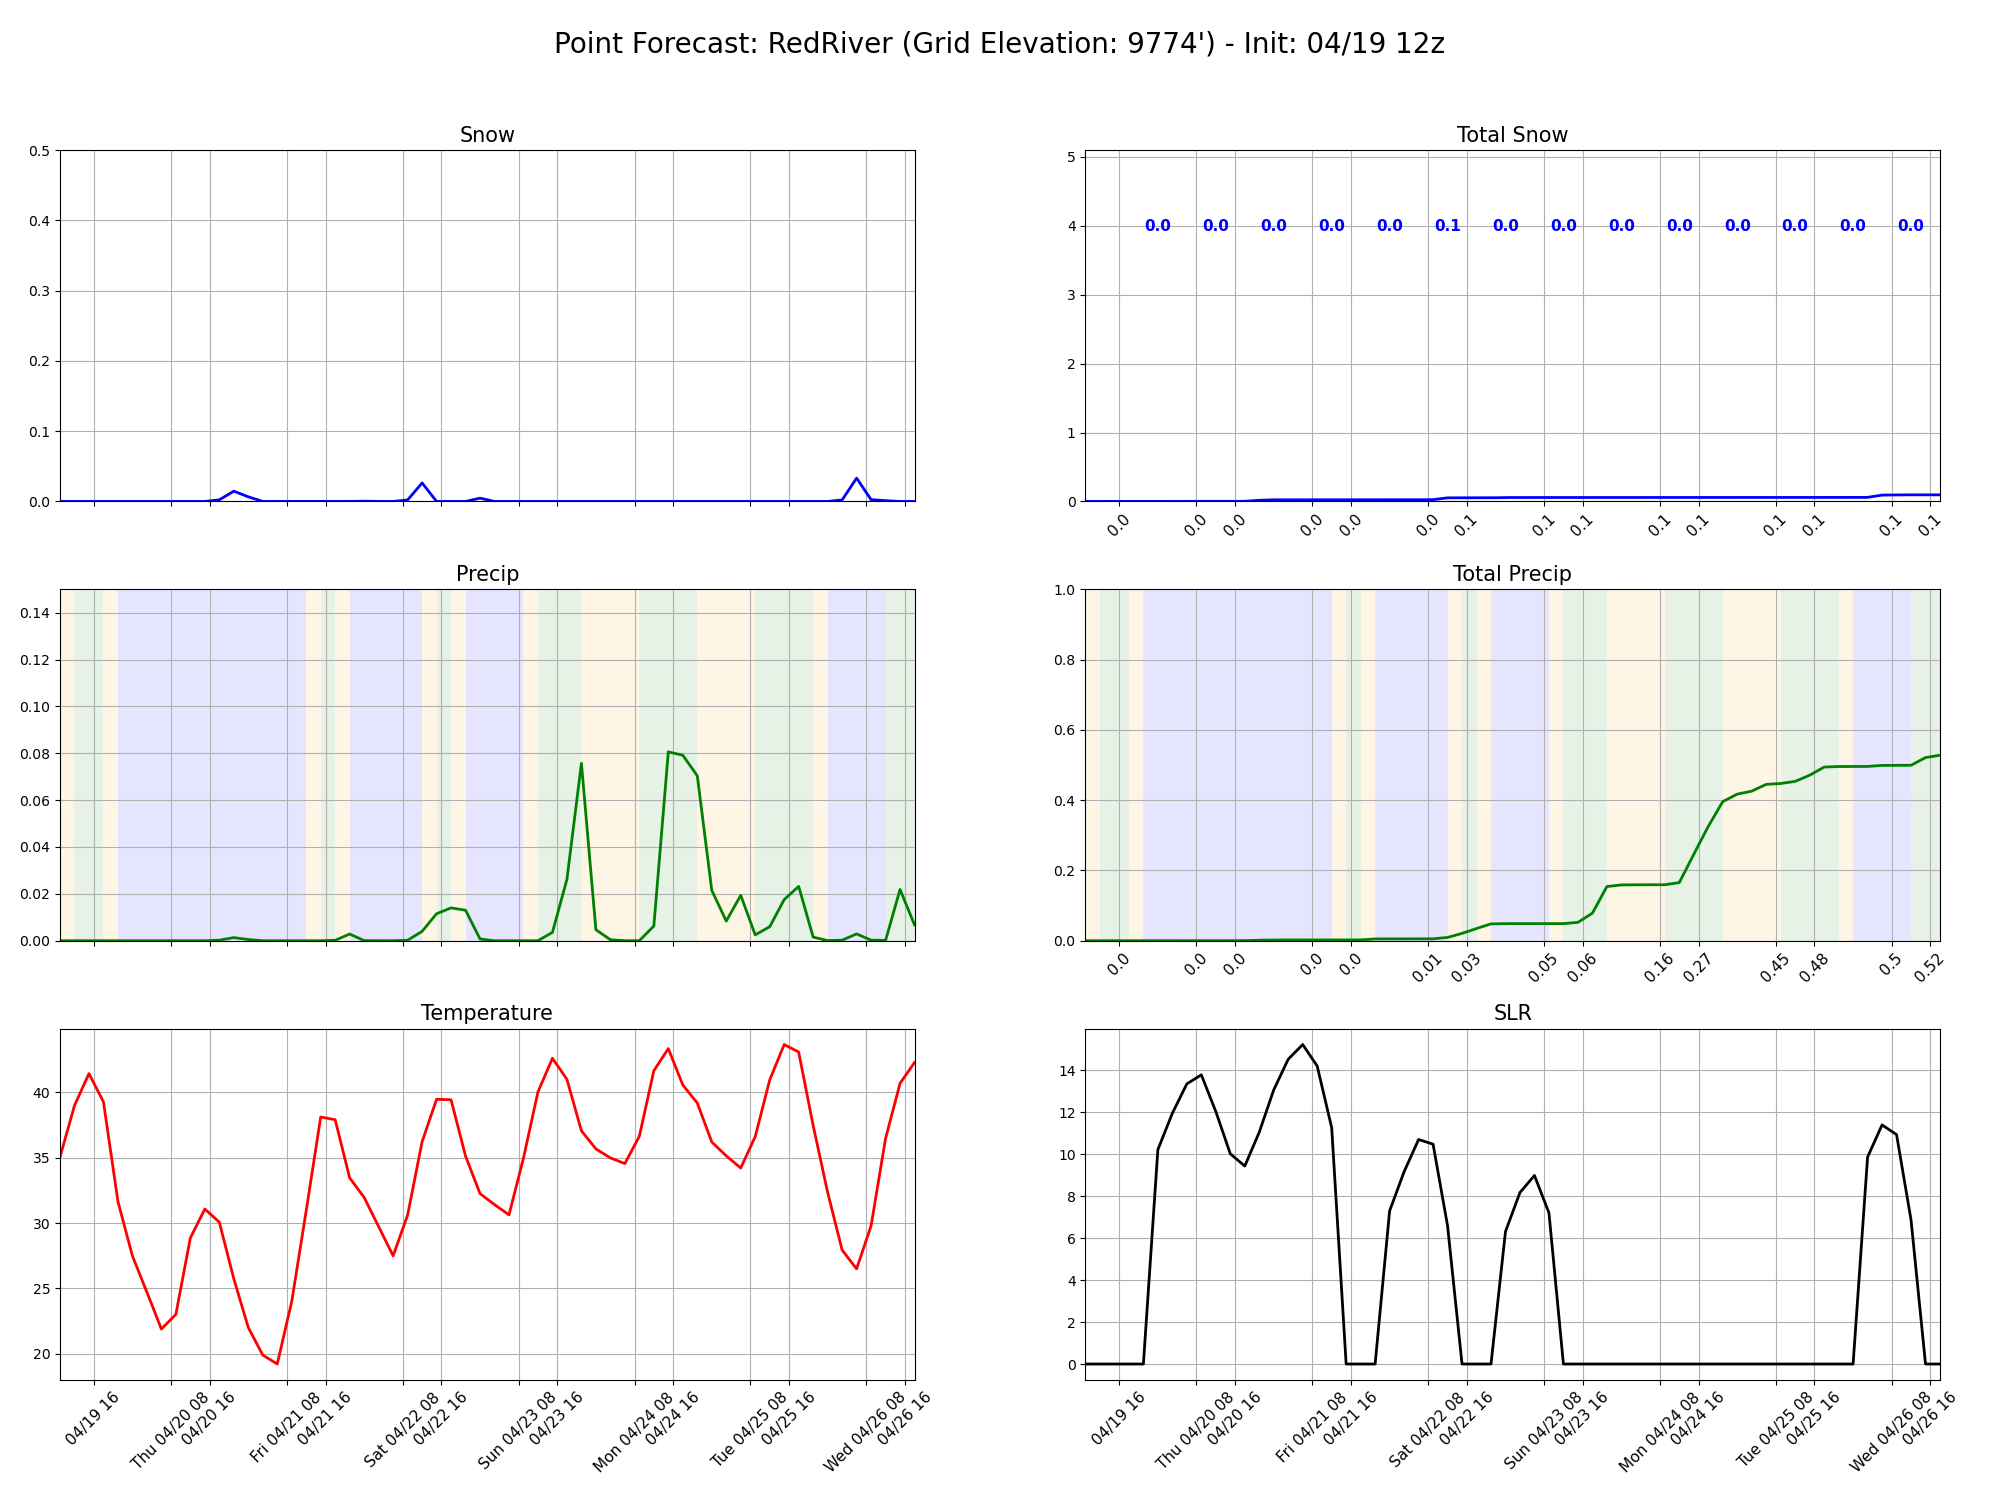 Point Forecast: RedRiver (Grid Elevation: 9774') - Init: 04/19 12z
Snow
0.5
0.4
0.3
0.2
0.1
0.0
Total Snow
5
4
3
2
1
0
0.0 0.0 0.0 0.0 0.0 0.1 0.0 0.0 0.0 0.0 0.0 0.0 0.0 0.0
0.0 0.0 0.0 0.0 0.0 0.0 0.1 0.1 0.1 0.1 0.1 0.1 0.1 0.1 0.1
Precip
0.14
0.12
0.10
0.08
0.06
0.04
0.02
0.00
Total Precip
1.0
0.8
0.6
0.4
0.2
0.0
0.0 0.0 0.0 0.0 0.0 0.01 0.03 0.05 0.06 0.16 0.27 0.45 0.48 0.5 0.52
Temperature
40
35
30
25
20
04/19 16
Thu 04/20 08
04/20 16
Fri 04/21 08
04/21 16
Sat 04/22 08
04/22 16
Sun 04/23 08
04/23 16
Mon 04/24 08
04/24 16
Tue 04/25 08
04/25 16
Wed 04/26 08
04/26 16
SLR
14
12
10
8
6
4
2
0
04/19 16
Thu 04/20 08
04/20 16
Fri 04/21 08
04/21 16
Sat 04/22 08
04/22 16
Sun 04/23 08
04/23 16
Mon 04/24 08
04/24 16
Tue 04/25 08
04/25 16
Wed 04/26 08
04/26 16